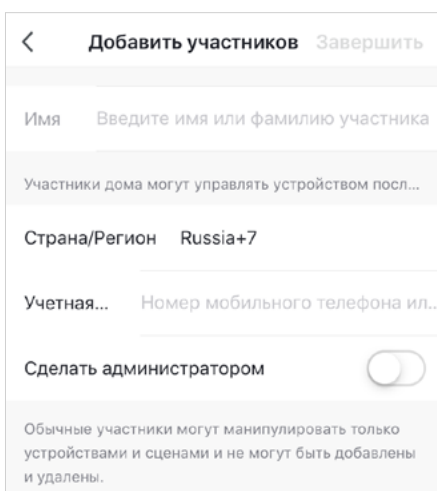 Добавить участников Завершить
Имя Введите имя или фамилию участника
Участники дома могут управлять устройством посл...
Страна/Регион Russia+7
Учетная... Номер мобильного телефона ил...
Сделать администратором
Обычные участники могут манипулировать только
устройствами и сценами и не могут быть добавлены
и удалены.